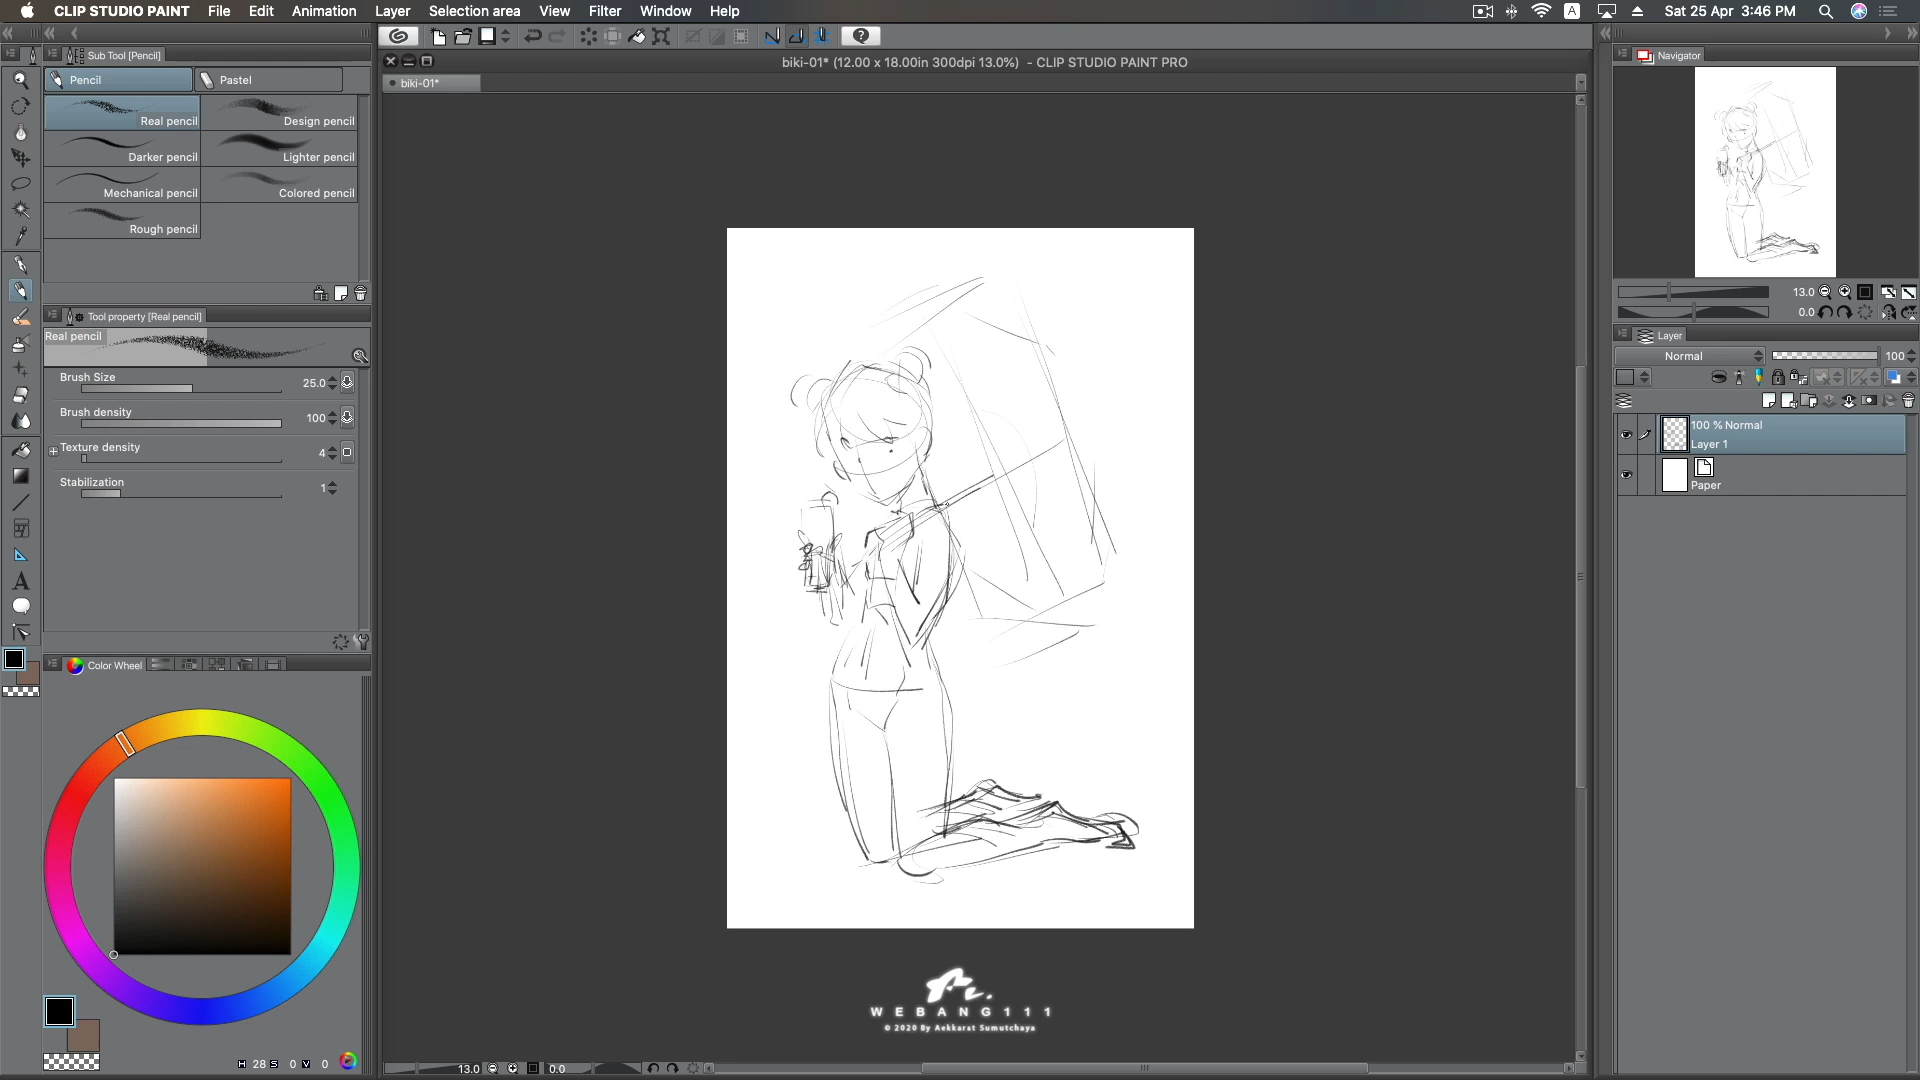 CLIP STUDIO PAINT File Edit Animation Layer Selection area View Filter Window Help
A Sat 25 Apr 3:46 PM
Sub Tool [Pencil]
Pencil Pastel
Real pencil Design pencil
Darker pencil Lighter pencil
Mechanical pencil Colored pencil
Rough pencil
Tool property [Real pencil]
Real pencil
Brush Size 25.0
Brush density 100
Texture density 4
Stabilization 1
A
Color Wheel
H 28 S 0 V 0
biki-01* (12.00 x 18.00in 300dpi 13.0%) - CLIP STUDIO PAINT PRO
biki-01*
WEBANG111
© 2020 By Aekkarat Sumutchaya
13.0 0.0
Navigator
13.0
0.0
Layer
Normal 100
100 % Normal
Layer 1
Paper